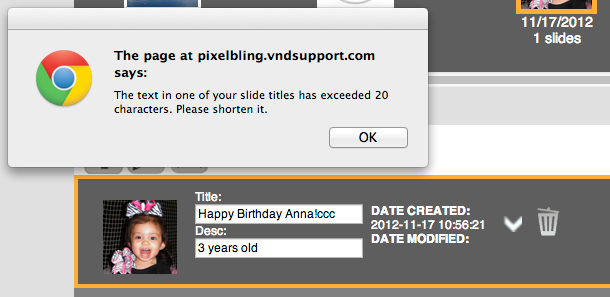 11/17/2012
1 slides
The page at pixelbling.vndsupport.com
says:
The text in one of your slide titles has exceeded 20
characters. Please shorten it.
OK
Title:
Happy Birthday Anna!ccc
Desc:
3 years old
DATE CREATED:
2012-11-17 10:56:21
DATE MODIFIED: